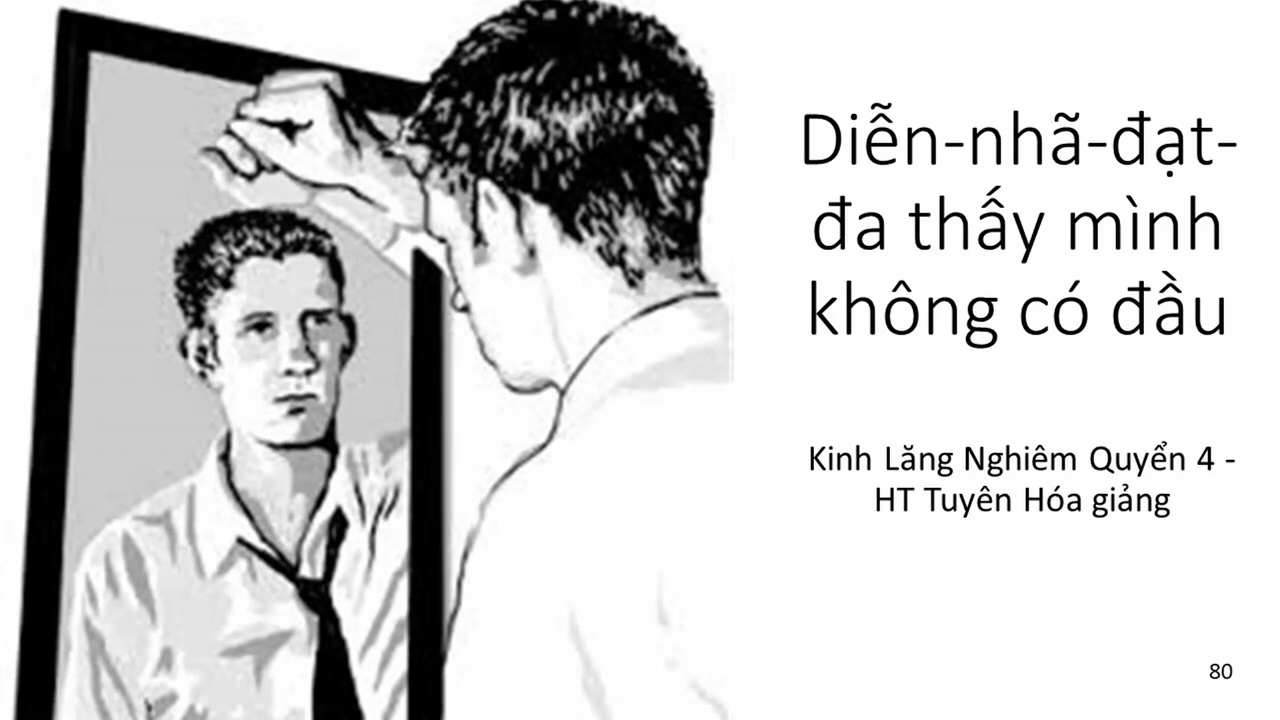 Diễn-nhã-đạt-
đa thấy mình
không có đầu
Kinh Lăng Nghiêm Quyển 4 -
HT Tuyên Hóa giảng
80